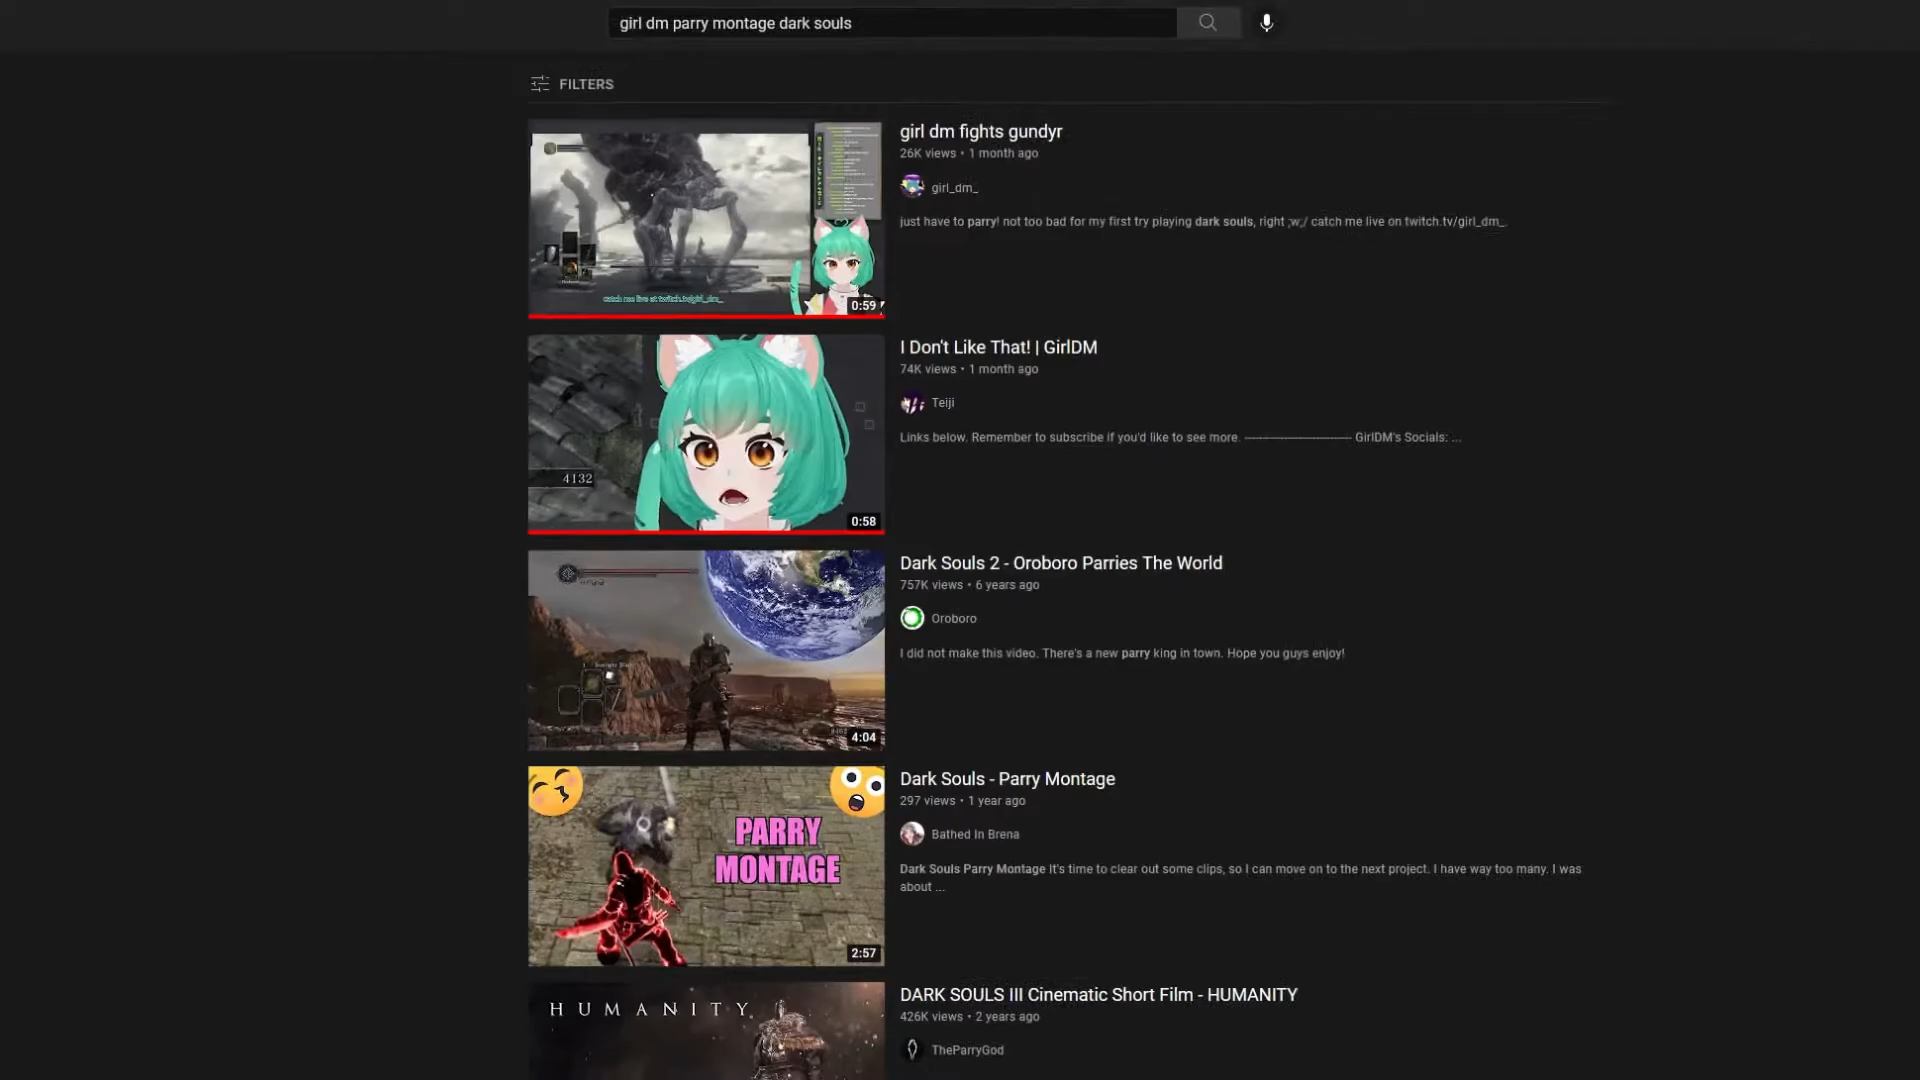 girl dm parry montage dark souls
FILTERS
girl dm fights gundyr
26K views • 1 month ago
girl_dm_
just have to parry! not too bad for my first try playing dark souls, right ;w;/ catch me live on twitch.tv/girl_dm_.
catch me live at twitch.tv/girl_dm_
0:59
I Don't Like That! | GirlDM
74K views • 1 month ago
Teiji
Links below. Remember to subscribe if you'd like to see more. ------------------------------ GirlDM's Socials: ...
4132
0:58
Dark Souls 2 - Oroboro Parries The World
757K views • 6 years ago
Oroboro
I did not make this video. There's a new parry king in town. Hope you guys enjoy!
4:04
Dark Souls - Parry Montage
297 views • 1 year ago
PARRY
MONTAGE
Bathed In Brena
Dark Souls Parry Montage It's time to clear out some clips, so I can move on to the next project. I have way too many. I was
about ...
2:57
DARK SOULS III Cinematic Short Film - HUMANITY
HUMANITY
426K views • 2 years ago
TheParryGod